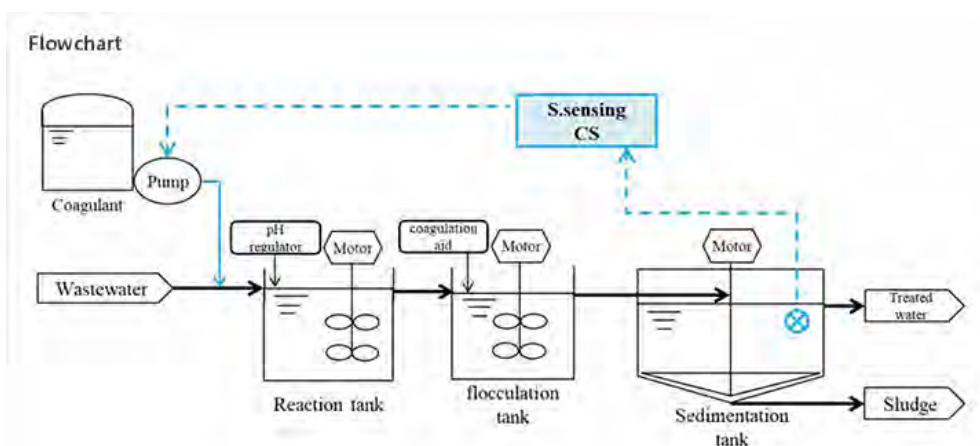 Flowchart
S.sensing
CS
Pump
Coagulant
pH
regulator
Motor
coagulation
aid
Motor
Motor
Wastewater
Treated
water
Reaction tank
flocculation
tank
Sedimentation
tank
Sludge